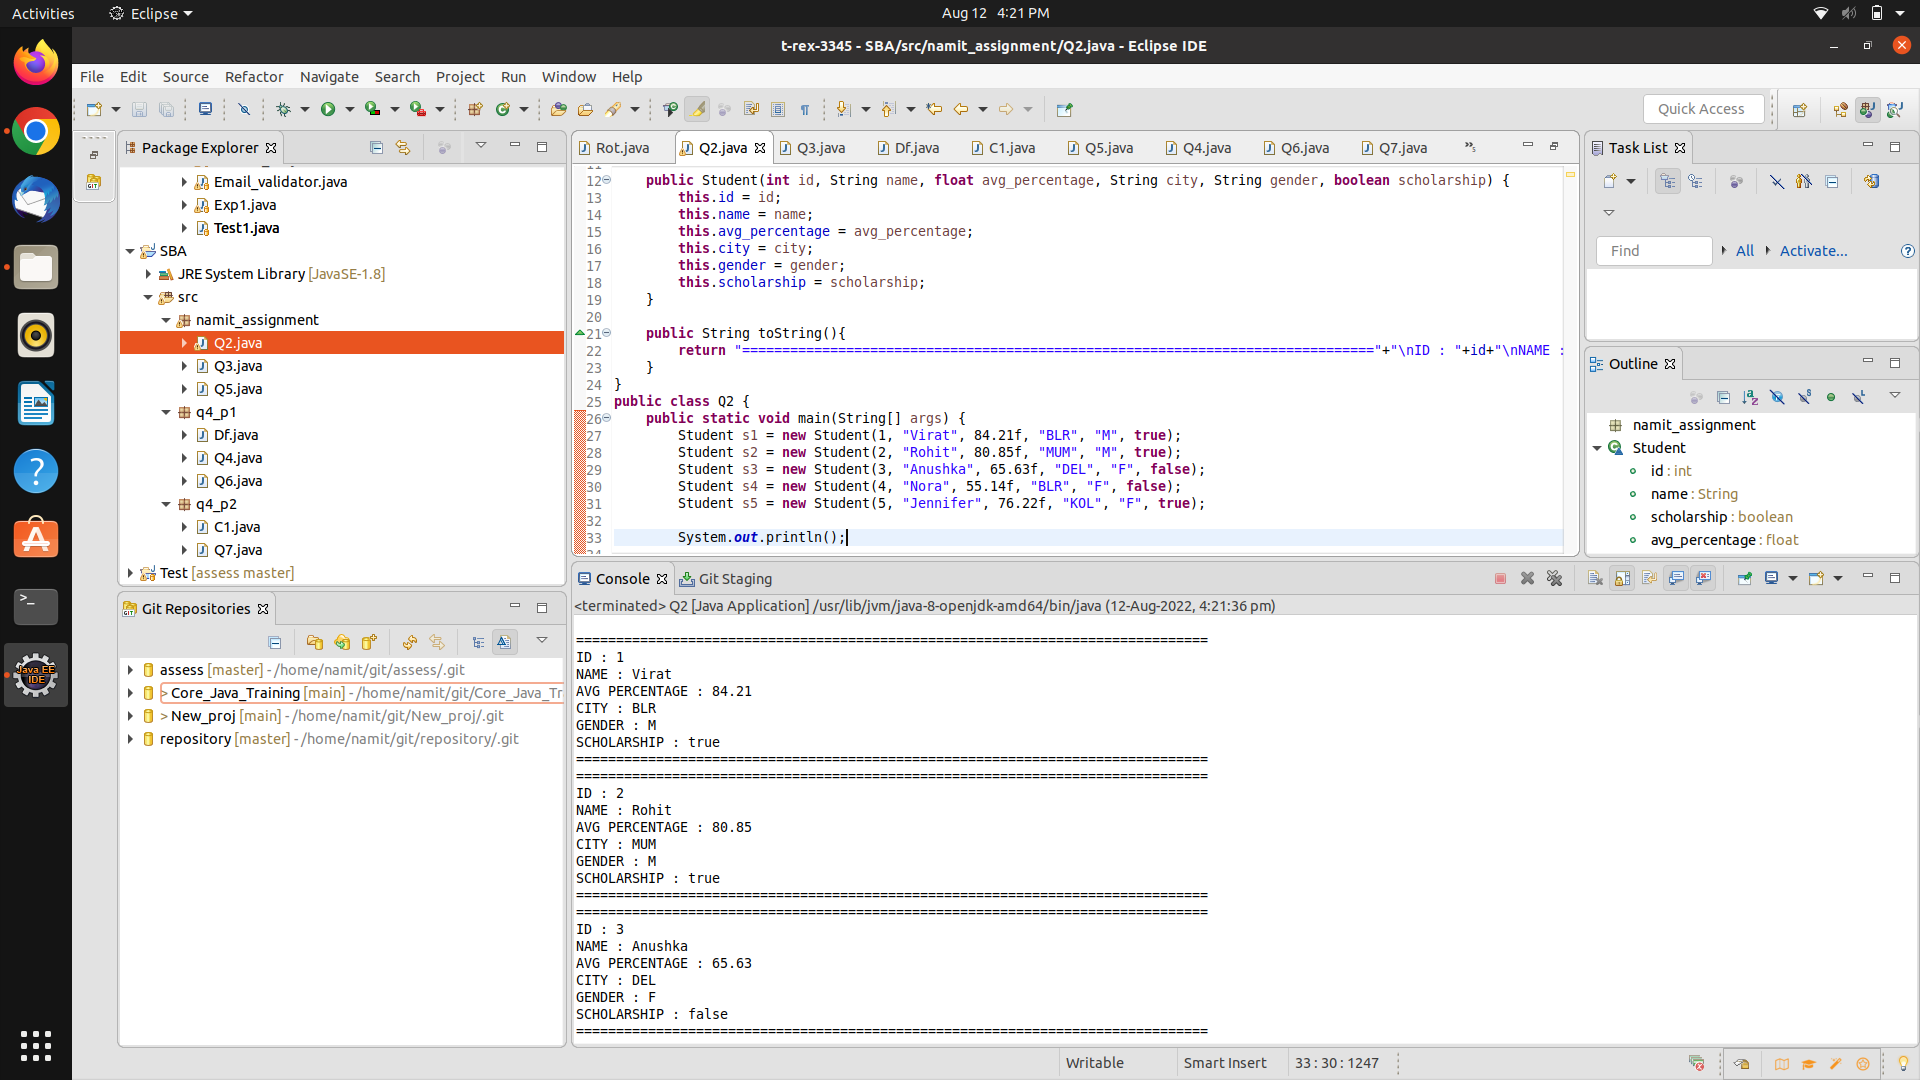 Activities
Eclipse
Aug 12 4:21 PM
t-rex-3345 - SBA/src/namit_assignment/Q2.java - Eclipse IDE
File Edit Source Refactor Navigate Search Project Run Window Help
Quick Access
Package Explorer
Email_validator.java
Exp1.java
Test1.java
SBA
JRE System Library [JavaSE-1.8]
src
namit_assignment
Q2.java
Q3.java
Q5.java
q4_p1
Df.java
Q4.java
Q6.java
q4_p2
C1.java
Q7.java
Test [assess master]
Git Repositories
assess [master] - /home/namit/git/assess/.git
> Core_Java_Training [main] - /home/namit/git/Core_Java_Tr
> New_proj [main] - /home/namit/git/New_proj/.git
repository [master] - /home/namit/git/repository/.git
Rot.java Q2.java Q3.java Df.java C1.java Q5.java Q4.java Q6.java Q7.java
12 public Student(int id, String name, float avg_percentage, String city, String gender, boolean scholarship) {
13 this.id = id;
14 this.name = name;
15 this.avg_percentage = avg_percentage;
16 this.city = city;
17 this.gender = gender;
18 this.scholarship = scholarship;
19 }
20
21 public String toString(){
22 return "==============================================================================="+"\nID : "+id+"\nNAME :
23 }
24 }
25 public class Q2 {
26 public static void main(String[] args) {
27 Student s1 = new Student(1, "Virat", 84.21f, "BLR", "M", true);
28 Student s2 = new Student(2, "Rohit", 80.85f, "MUM", "M", true);
29 Student s3 = new Student(3, "Anushka", 65.63f, "DEL", "F", false);
30 Student s4 = new Student(4, "Nora", 55.14f, "BLR", "F", false);
31 Student s5 = new Student(5, "Jennifer", 76.22f, "KOL", "F", true);
32
33 System.out.println();
Console
Git Staging
<terminated> Q2 [Java Application] /usr/lib/jvm/java-8-openjdk-amd64/bin/java (12-Aug-2022, 4:21:36 pm)
===============================================================================
ID : 1
NAME : Virat
AVG PERCENTAGE : 84.21
CITY : BLR
GENDER : M
SCHOLARSHIP : true
===============================================================================
===============================================================================
ID : 2
NAME : Rohit
AVG PERCENTAGE : 80.85
CITY : MUM
GENDER : M
SCHOLARSHIP : true
===============================================================================
===============================================================================
ID : 3
NAME : Anushka
AVG PERCENTAGE : 65.63
CITY : DEL
GENDER : F
SCHOLARSHIP : false
===============================================================================
Task List
Find
All
Activate...
Outline
namit_assignment
Student
id : int
name : String
scholarship : boolean
avg_percentage : float
Java EE
IDE
Writable
Smart Insert
33 : 30 : 1247